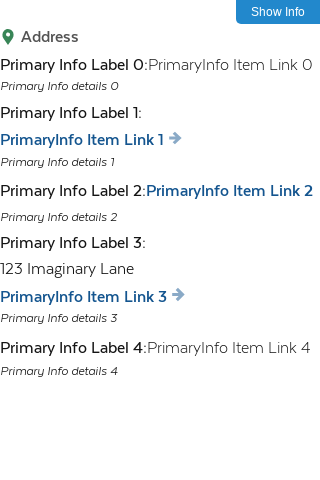 Show Info
Address
Primary Info Label 0:PrimaryInfo Item Link 0
Primary Info details 0
Primary Info Label 1:
PrimaryInfo Item Link 1
Primary Info details 1
Primary Info Label 2:PrimaryInfo Item Link 2
Primary Info details 2
Primary Info Label 3:
123 Imaginary Lane
PrimaryInfo Item Link 3
Primary Info details 3
Primary Info Label 4:PrimaryInfo Item Link 4
Primary Info details 4